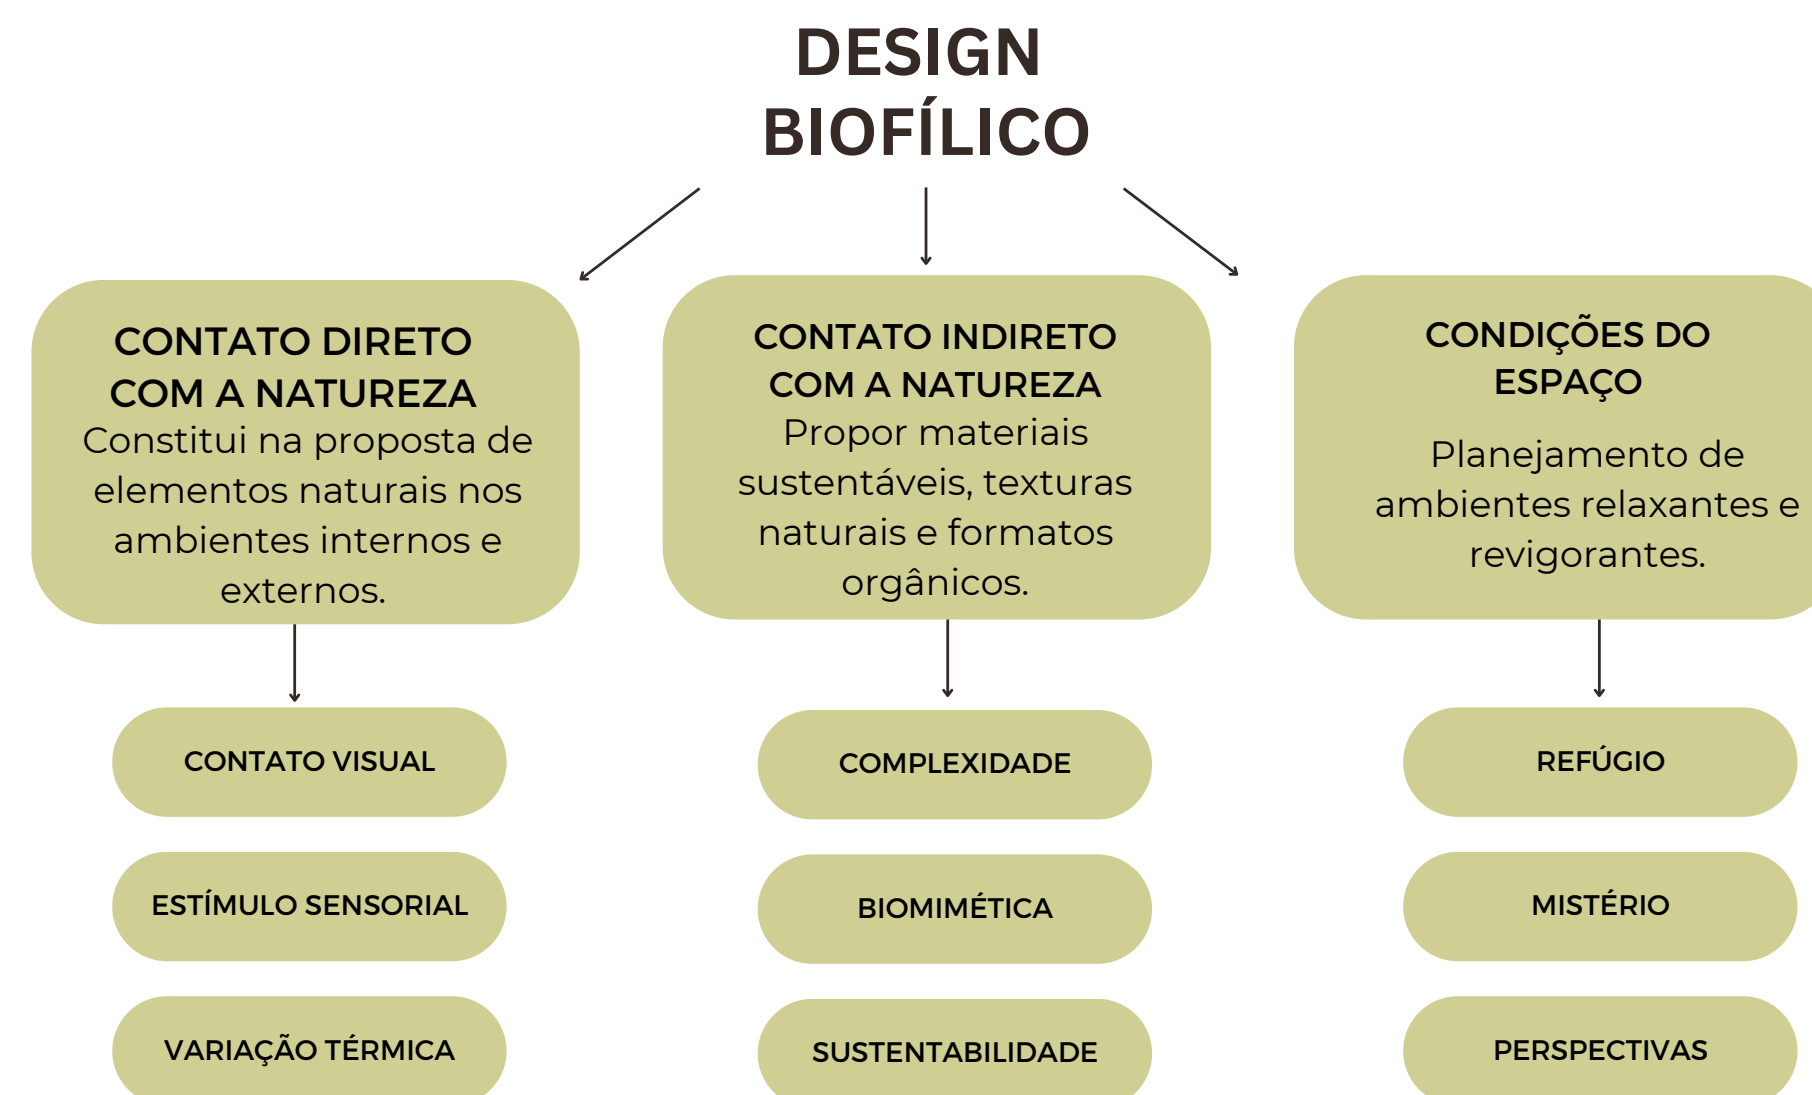 DESIGN
BIOFÍLICO
CONTATO DIRETO
COM A NATUREZA
Constitui na proposta de
elementos naturais nos
ambientes internos e
externos.
CONTATO INDIRETO
COM A NATUREZA
Propor materiais
sustentáveis, texturas
naturais e formatos
orgânicos.
CONDIÇÕES DO
ESPAÇO
Planejamento de
ambientes relaxantes e
revigorantes.
CONTATO VISUAL
ESTÍMULO SENSORIAL
VARIAÇÃO TÉRMICA
COMPLEXIDADE
BIOMIMÉTICA
SUSTENTABILIDADE
REFÚGIO
MISTÉRIO
PERSPECTIVAS